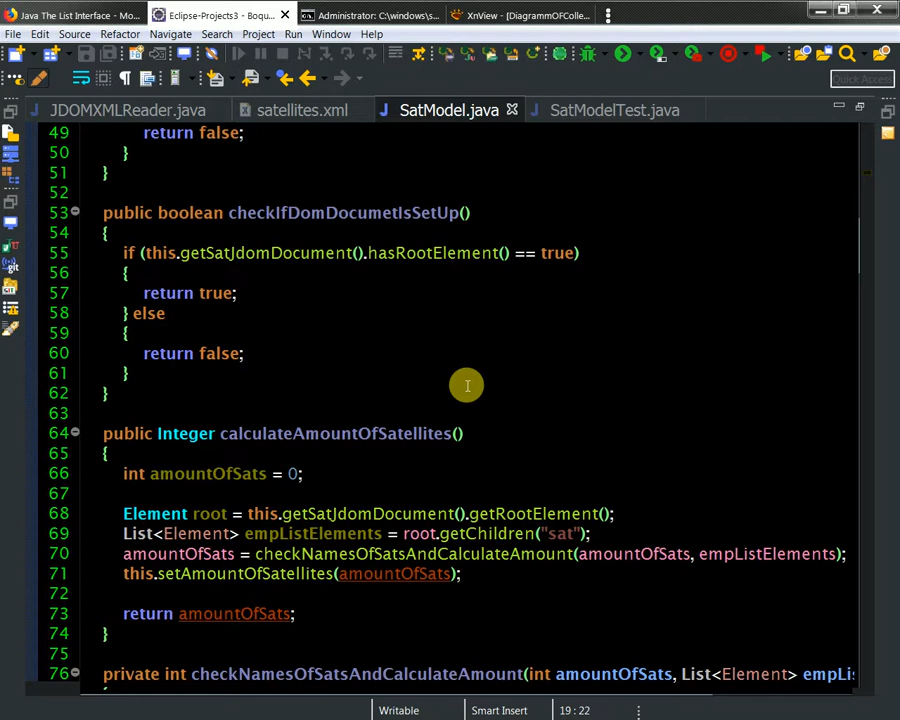 Java The List Interface - Mo...
Eclipse-Projects3 - Boqu...
Administrator: C:\windows\s...
XnView - [DiagrammOfColle...
File Edit Source Refactor Navigate Search Project Run Window Help
Quick Access
JDOMXMLReader.java
satellites.xml
SatModel.java
SatModelTest.java
49 return false;
50 }
51 }
52
53 public boolean checkIfDomDocumetIsSetUp()
54 {
55 if (this.getSatJdomDocument().hasRootElement() == true)
56 {
57 return true;
58 } else
59 {
60 return false;
61 }
62 }
63
64 public Integer calculateAmountOfSatellites()
65 {
66 int amountOfSats = 0;
67
68 Element root = this.getSatJdomDocument().getRootElement();
69 List<Element> empListElements = root.getChildren("sat");
70 amountOfSats = checkNamesOfSatsAndCalculateAmount(amountOfSats, empListElements);
71 this.setAmountOfSatellites(amountOfSats);
72
73 return amountOfSats;
74 }
75
76 private int checkNamesOfSatsAndCalculateAmount(int amountOfSats, List<Element> empLis
Writable
Smart Insert
19 : 22